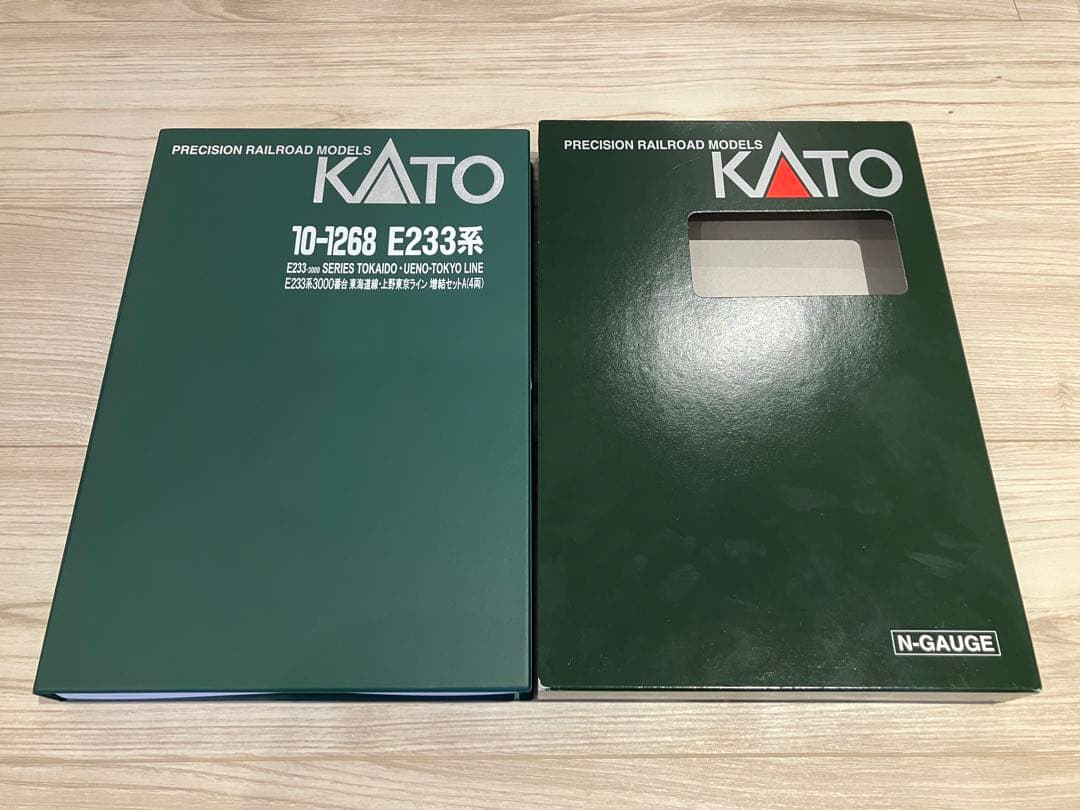 PRECISION RAILROAD MODELS
KATO
10-1268 E233系
E233-3000 SERIES TOKAIDO・UENO-TOKYO LINE
E233系3000番台 東海道線・上野東京ライン 増結セットA(4両)
PRECISION RAILROAD MODELS
KATO
N-GAUGE